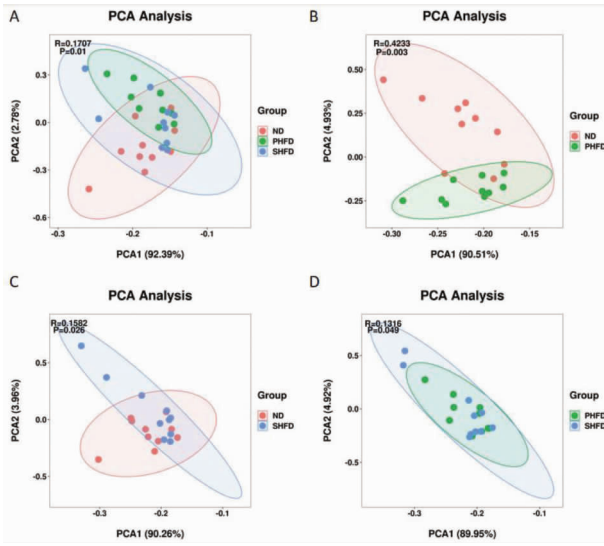 A
PCA Analysis
R=0.1707
P=0.01
0.3
0.0
-0.3
-0.6
PCA2 (2.78%)
-0.3
-0.2
-0.1
PCA1 (92.39%)
Group
ND
PHFD
SHFD
B
PCA Analysis
R=0.4233
P=0.003
0.50
0.25
0.00
-0.25
PCA2 (4.93%)
-0.30
-0.25
-0.20
-0.15
PCA1 (90.51%)
Group
ND
PHFD
C
PCA Analysis
R=0.1582
P=0.026
0.5
0.0
-0.5
PCA2 (3.96%)
-0.3
-0.2
-0.1
PCA1 (90.26%)
Group
ND
SHFD
D
PCA Analysis
R=0.1316
P=0.049
0.5
0.0
-0.5
PCA2 (4.92%)
-0.3
-0.2
-0.1
PCA1 (89.95%)
Group
PHFD
SHFD